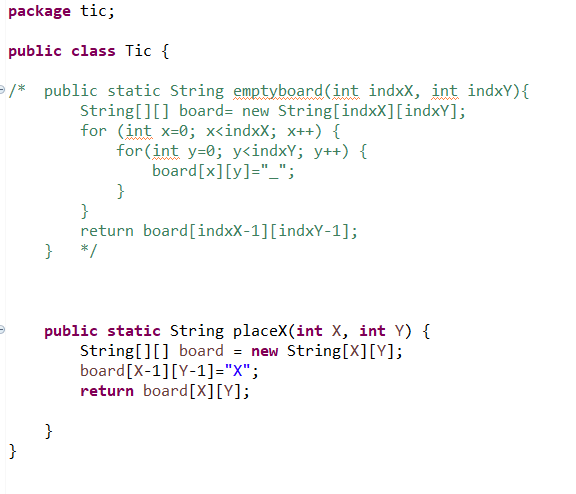 package tic;
public class Tic {
/*  public static String emptyboard(int indxX, int indxY){
        String[][] board= new String[indxX][indxY];
        for (int x=0; x<indxX; x++) {
            for(int y=0; y<indxY; y++) {
                board[x][y]="_";
            }
        }
        return board[indxX-1][indxY-1];
    }   */
    public static String placeX(int X, int Y) {
        String[][] board = new String[X][Y];
        board[X-1][Y-1]="X";
        return board[X][Y];
    }
}